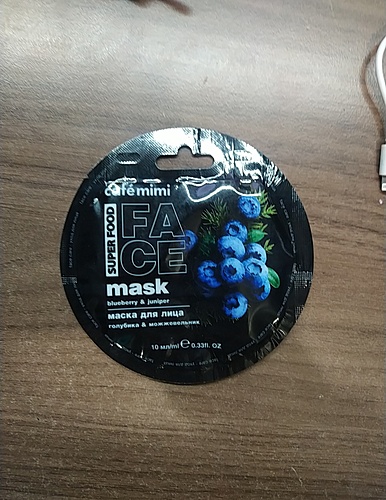 café mimi
SUPER FOOD
FA
CE
mask
blueberry & juniper
маска для лица
голубика & можжевельник
10 мл/ml ℮ 0.33fl. OZ